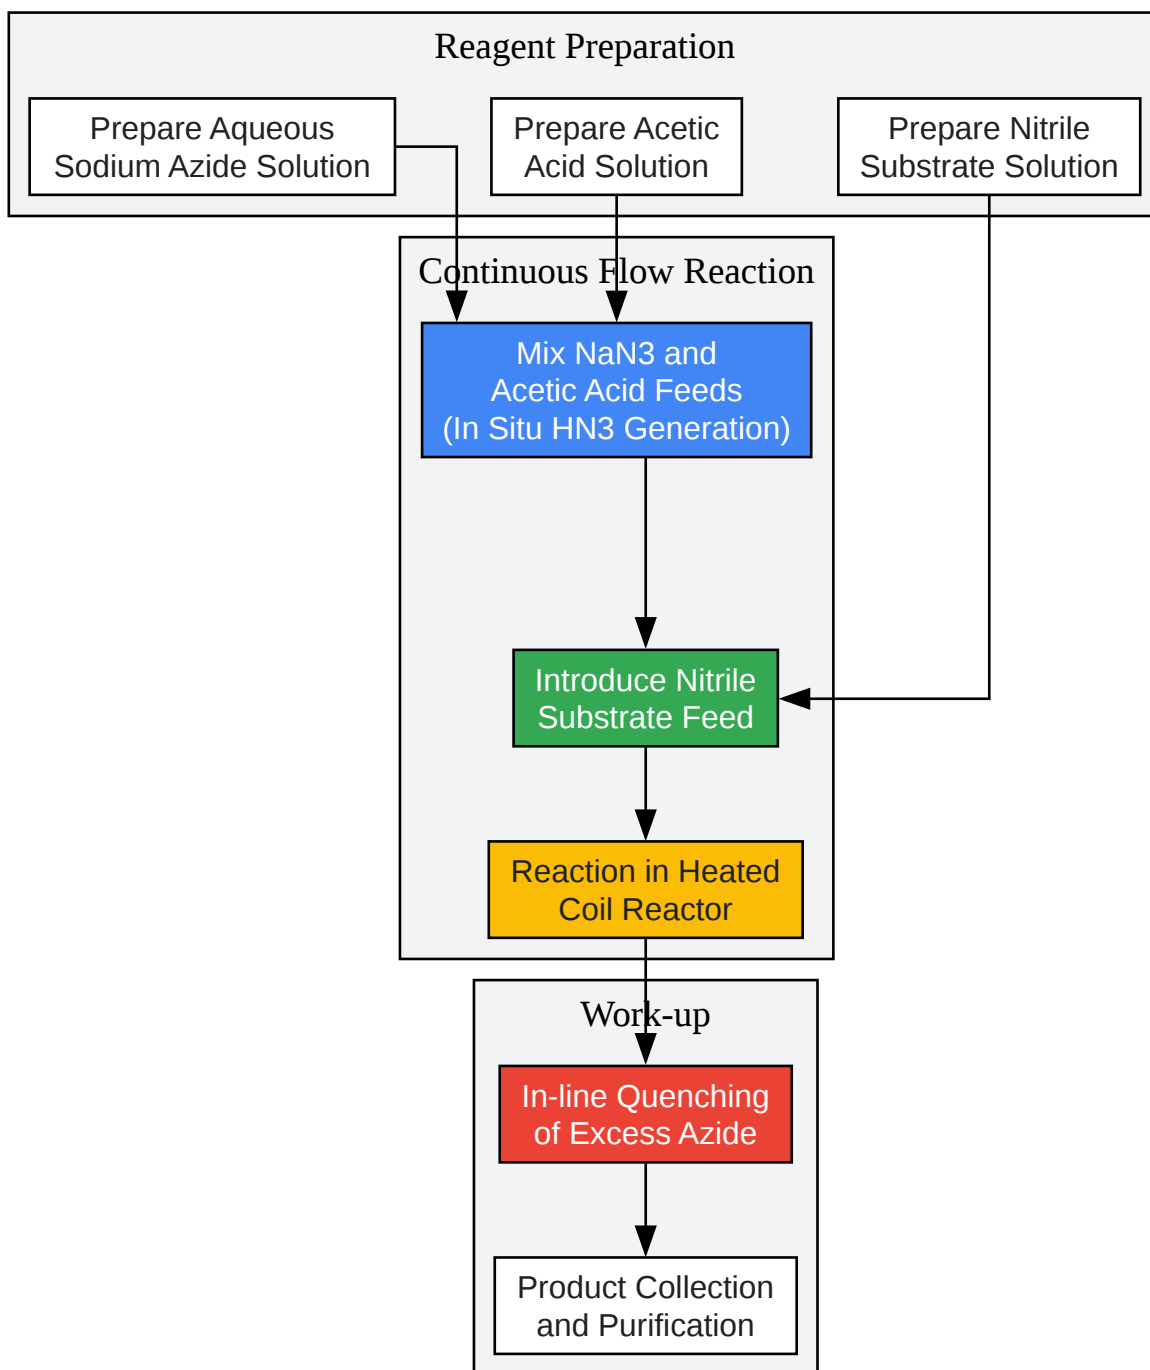 Reagent Preparation
Prepare Aqueous
Sodium Azide Solution
Prepare Acetic
Acid Solution
Prepare Nitrile
Substrate Solution
Continuous Flow Reaction
Mix NaN3 and
Acetic Acid Feeds
(In Situ HN3 Generation)
Introduce Nitrile
Substrate Feed
Reaction in Heated
Coil Reactor
Work-up
In-line Quenching
of Excess Azide
Product Collection
and Purification